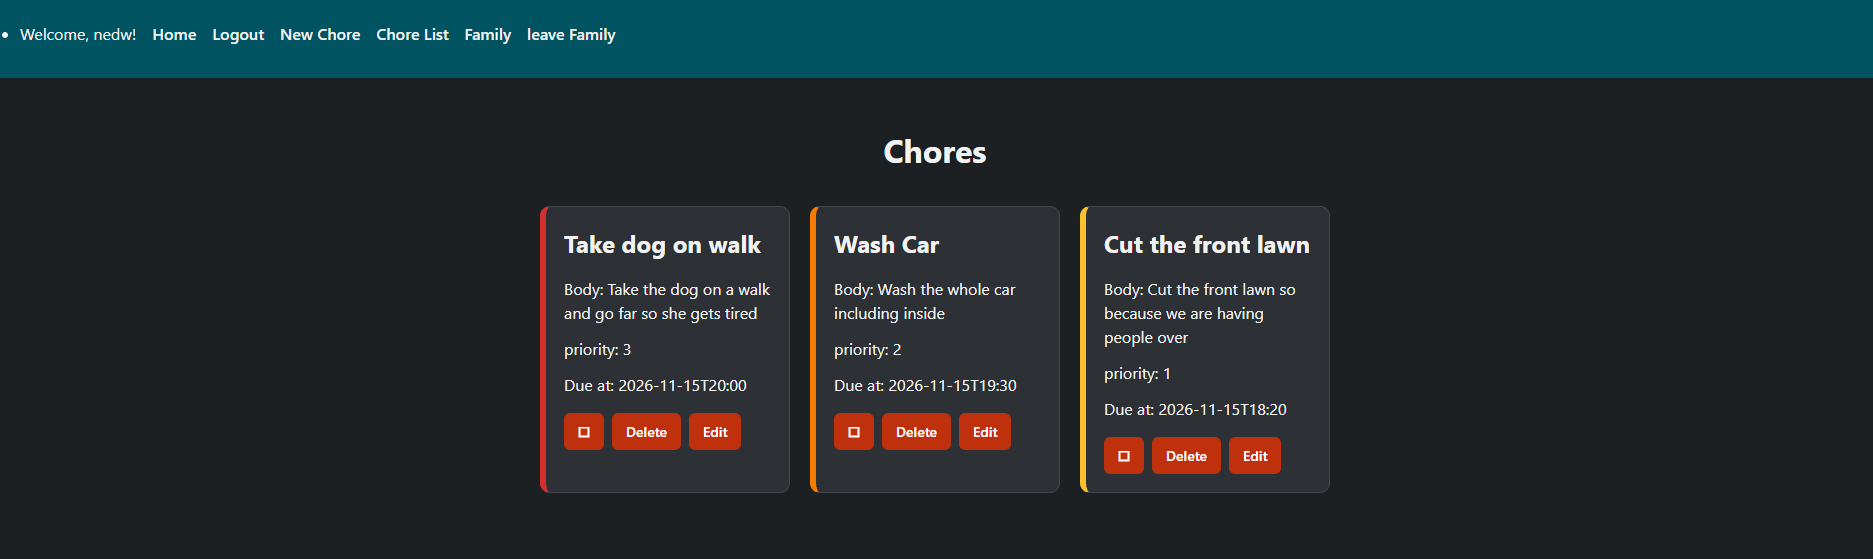 Welcome, nedw! Home Logout New Chore Chore List Family leave Family
Chores
Take dog on walk
Body: Take the dog on a walk
and go far so she gets tired
priority: 3
Due at: 2026-11-15T20:00
Delete Edit
Wash Car
Body: Wash the whole car
including inside
priority: 2
Due at: 2026-11-15T19:30
Delete Edit
Cut the front lawn
Body: Cut the front lawn so
because we are having
people over
priority: 1
Due at: 2026-11-15T18:20
Delete Edit